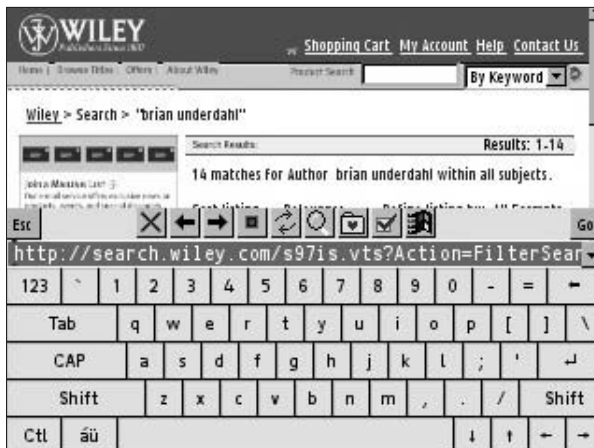 WILEY
Publishers Since 1807
Shopping Cart My Account Help Contact Us
Home | Browse Titles | Offers | About Wiley Product Search By Keyword
Wiley > Search > "brian underdahl"
Search Results: Results: 1-14
Join a Mailing List
14 matches for Author brian underdahl within all subjects.
Esc Go
http://search.wiley.com/s97is.vts?Action=FilterSear
123 ` 1 2 3 4 5 6 7 8 9 0 - =
Tab q w e r t y u i o p [ ] \
CAP a s d f g h j k l ; '
Shift z x c v b n m , . / Shift
Ctl áü